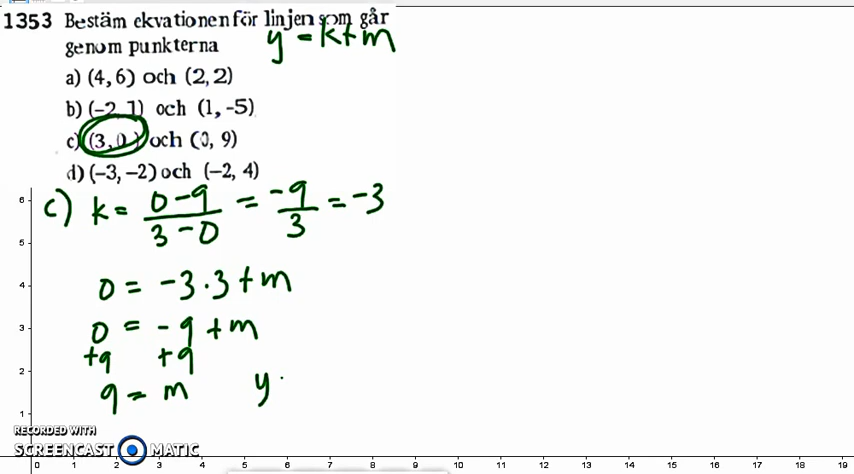 1353 Bestäm ekvationen för linjen som går
genom punkterna
y = k+m
a) (4, 6) och (2, 2)
b) (-2, 1) och (1, -5)
c) (3, 0) och (0, 9)
d) (-3, -2) och (-2, 4)
c) k = 0-9 / 3-0 = -9 / 3 = -3
0 = -3·3 + m
0 = -9 + m
+9 +9
9 = m y
6
5
4
3
2
1
0 1 2 3 4 5 6 7 8 9 10 11 12 13 14 15 16 17 18 19
RECORDED WITH
SCREENCAST MATIC